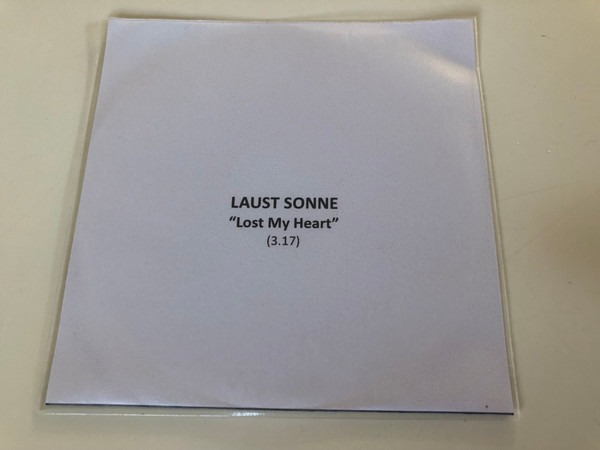 LAUST SONNE
“Lost My Heart”
(3.17)